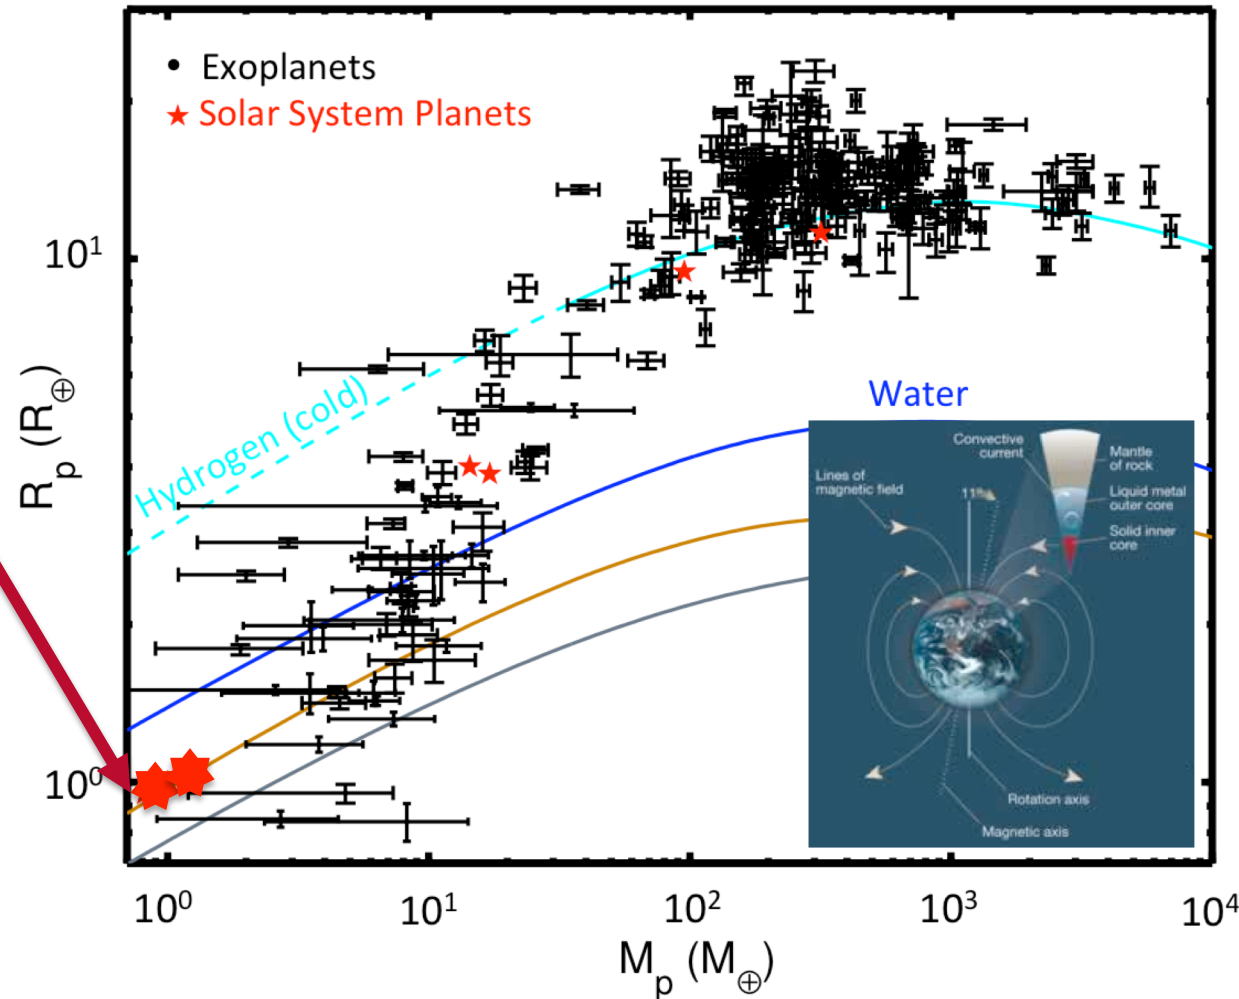 • Exoplanets
★ Solar System Planets
Hydrogen (cold)
Water
R_p (R_⊕)
10¹
10⁰
10⁰ 10¹ 10² 10³ 10⁴
M_p (M_⊕)
Convective
current
Mantle
of rock
Lines of
magnetic field
Liquid metal
outer core
Solid inner
core
Rotation axis
Magnetic axis